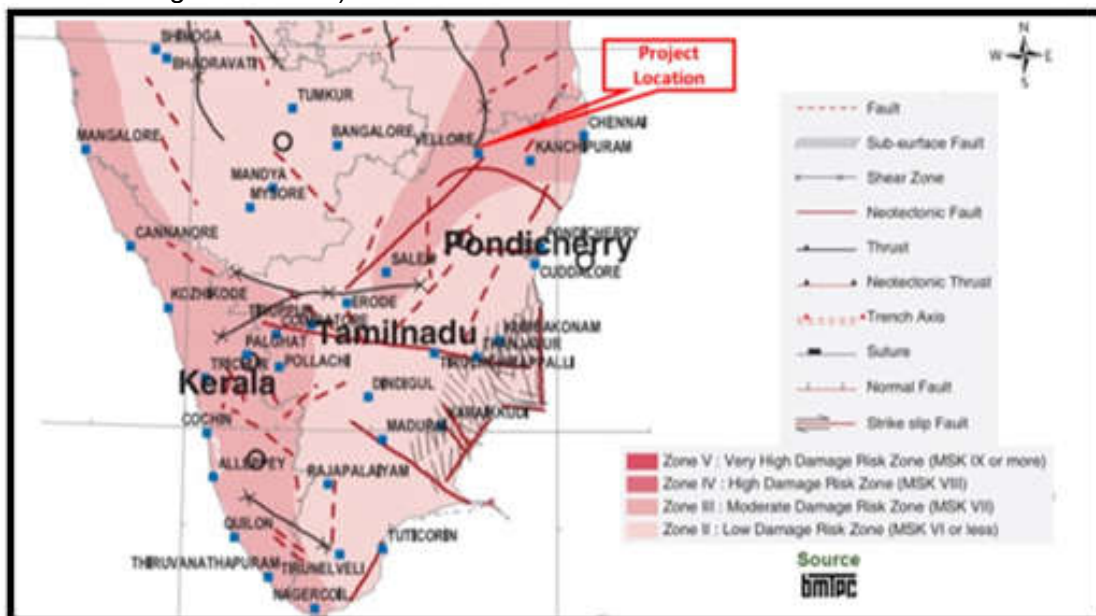 Project
Location
W E
S
SHIMOGA
BHADRAVATI
TUMKUR
MANGALORE
BANGALORE
VELLORE
CHENNAI
KANCHIPURAM
MANDYA
MYSORE
CANNANORE
PONDICHERRY
Pondicherry
SALEM
CUDDALORE
KOZHIKODE
ERODE
Tamilnadu
PALGHAT
POLLACHI
Kerala
DINDIGUL
COCHIN
MADURAI
KARAIKKUDI
ALLEPPEY
RAJAPALAIYAM
QUILON
TUTICORIN
THIRUVANATHAPURAM
TIRUNELVELI
NAGERCOIL
Fault
Sub-surface Fault
Shear Zone
Neotectonic Fault
Thrust
Neotectonic Thrust
Trench Axis
Suture
Normal Fault
Strike slip Fault
Zone V : Very High Damage Risk Zone (MSK IX or more)
Zone IV : High Damage Risk Zone (MSK VIII)
Zone III : Moderate Damage Risk Zone (MSK VII)
Zone II : Low Damage Risk Zone (MSK VI or less)
Source
bmTPC